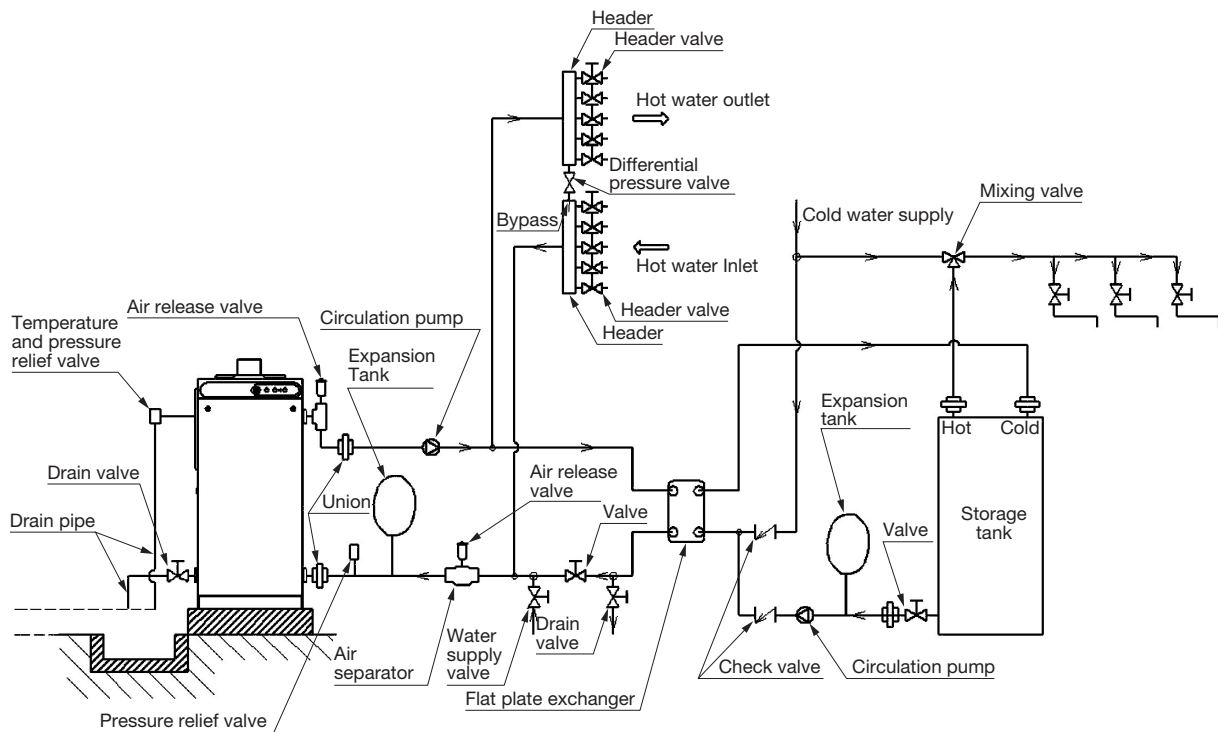 Header
Header valve
Hot water outlet
Differential
pressure valve
Mixing valve
Cold water supply
Bypass
Hot water Inlet
Air release valve
Circulation pump
Header valve
Header
Temperature
and pressure
relief valve
Expansion
Tank
Expansion
tank
Hot
Cold
Drain valve
Air release
valve
Union
Valve
Storage
tank
Valve
Drain pipe
Water
supply
valve
Drain
valve
Air
separator
Check valve
Circulation pump
Flat plate exchanger
Pressure relief valve